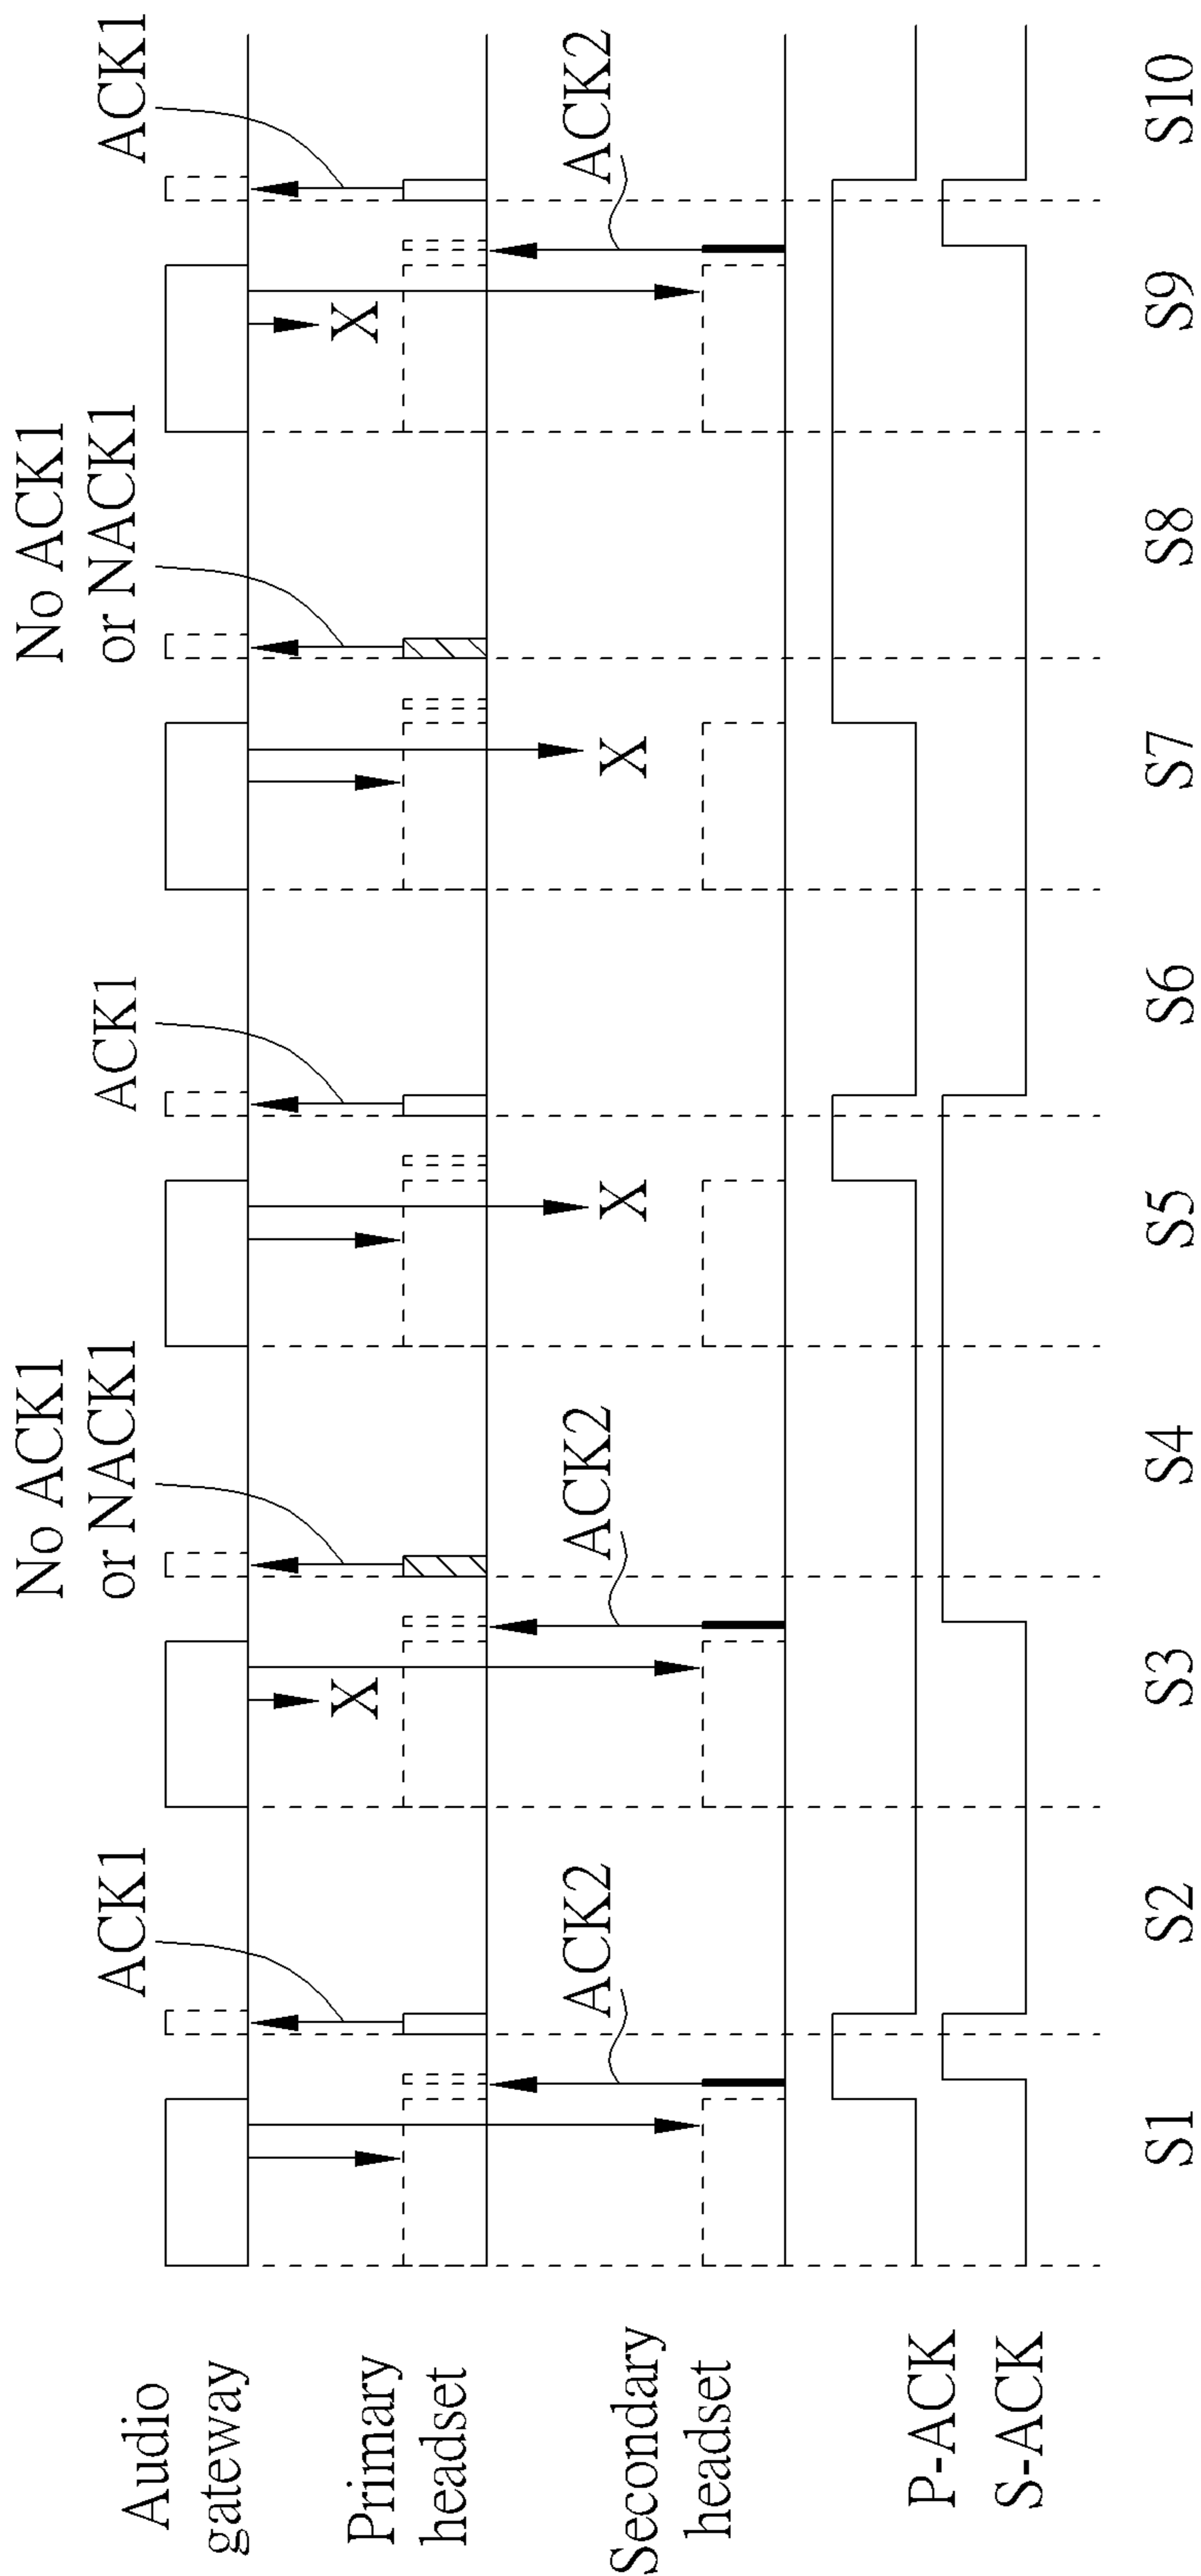 Audio
gateway
Primary
headset
Secondary
headset
P-ACK
S-ACK
ACK1
No ACK1
or NACK1
ACK1
No ACK1
or NACK1
ACK1
ACK2
ACK2
ACK2
X
X
X
X
S1
S2
S3
S4
S5
S6
S7
S8
S9
S10